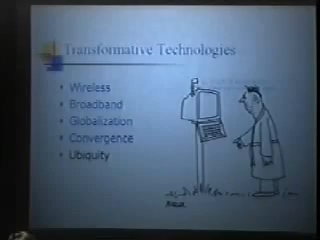 Transformative Technologies
Wireless
Broadband
Globalization
Convergence
Ubiquity